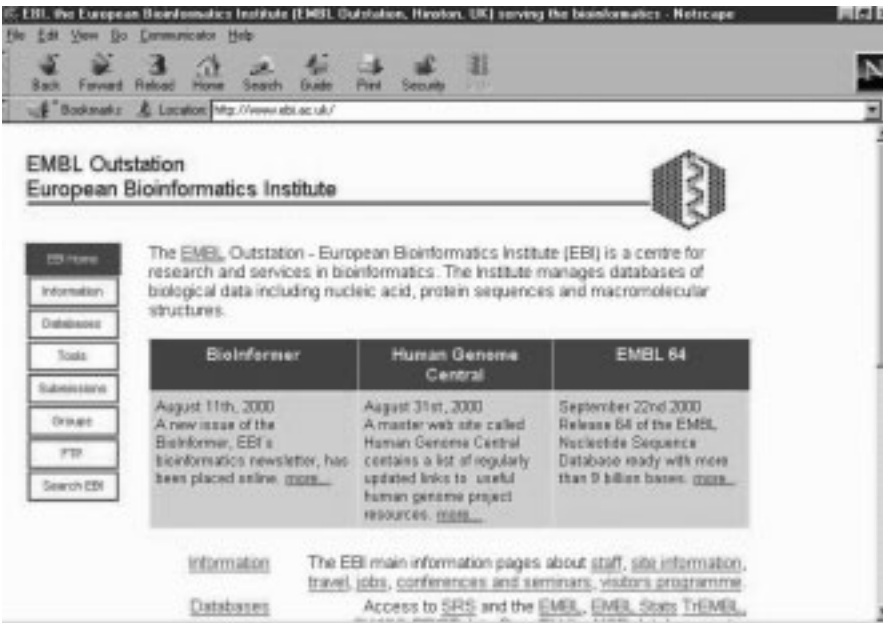 EBI, the European Bioinformatics Institute (EMBL Outstation, Hinxton, UK) serving the bioinformatics - Netscape
File Edit View Go Communicator Help
Back Forward Reload Home Search Guide Print Security
Bookmarks Location: http://www.ebi.ac.uk/
EMBL Outstation
European Bioinformatics Institute
EBI Home
Information
Databases
Tools
Submissions
Groups
FTP
Search EBI
The EMBL Outstation - European Bioinformatics Institute (EBI) is a centre for
research and services in bioinformatics. The Institute manages databases of
biological data including nucleic acid, protein sequences and macromolecular
structures.
BioInformer
August 11th, 2000
A new issue of the
BioInformer, EBI's
bioinformatics newsletter, has
been placed online. more...
Human Genome
Central
August 31st, 2000
A master web site called
Human Genome Central
contains a list of regularly
updated links to useful
human genome project
resources. more...
EMBL 64
September 22nd 2000
Release 64 of the EMBL
Nucleotide Sequence
Database ready with more
than 9 billion bases. more...
Information The EBI main information pages about staff, site information,
travel, jobs, conferences and seminars, visitors programme.
Databases Access to SRS and the EMBL, EMBL Stats TrEMBL,